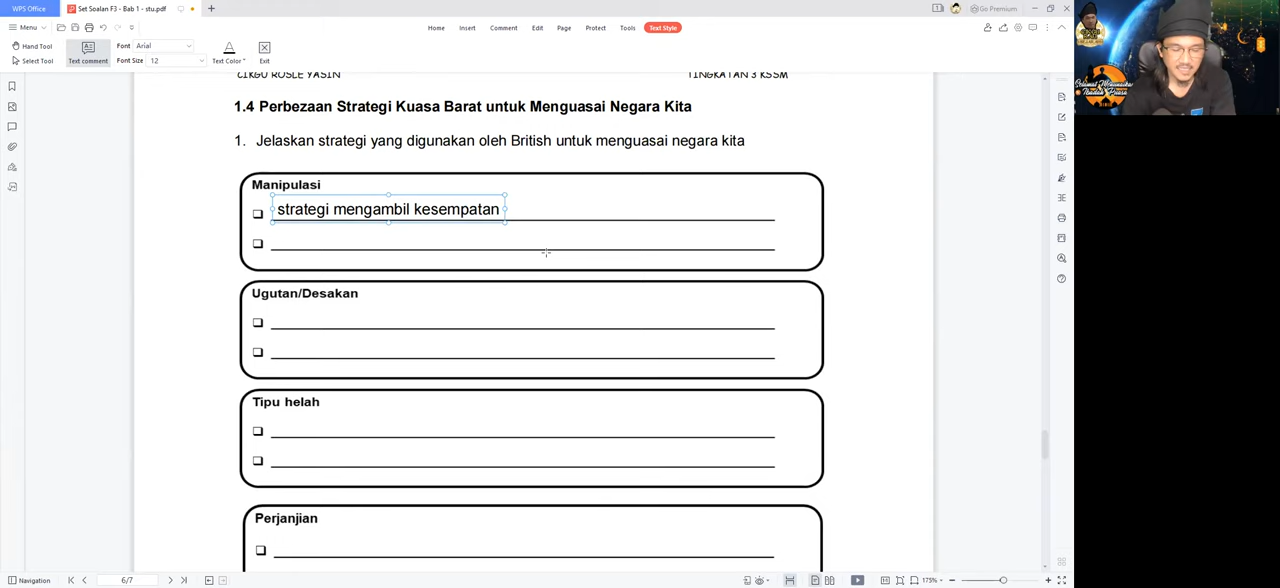 WPS Office
Set Soalan F3 - Bab 1 - stu.pdf
Go Premium
Menu
Home Insert Comment Edit Page Protect Tools Text Style
Hand Tool
Select Tool
Text comment
Font Arial
Font Size 12
Text Color
Exit
CIKGU ROSLE YASIN TINGKATAN 3 KSSM
1.4 Perbezaan Strategi Kuasa Barat untuk Menguasai Negara Kita
1. Jelaskan strategi yang digunakan oleh British untuk menguasai negara kita
Manipulasi
strategi mengambil kesempatan
Ugutan/Desakan
Tipu helah
Perjanjian
Navigation
6/7
175%